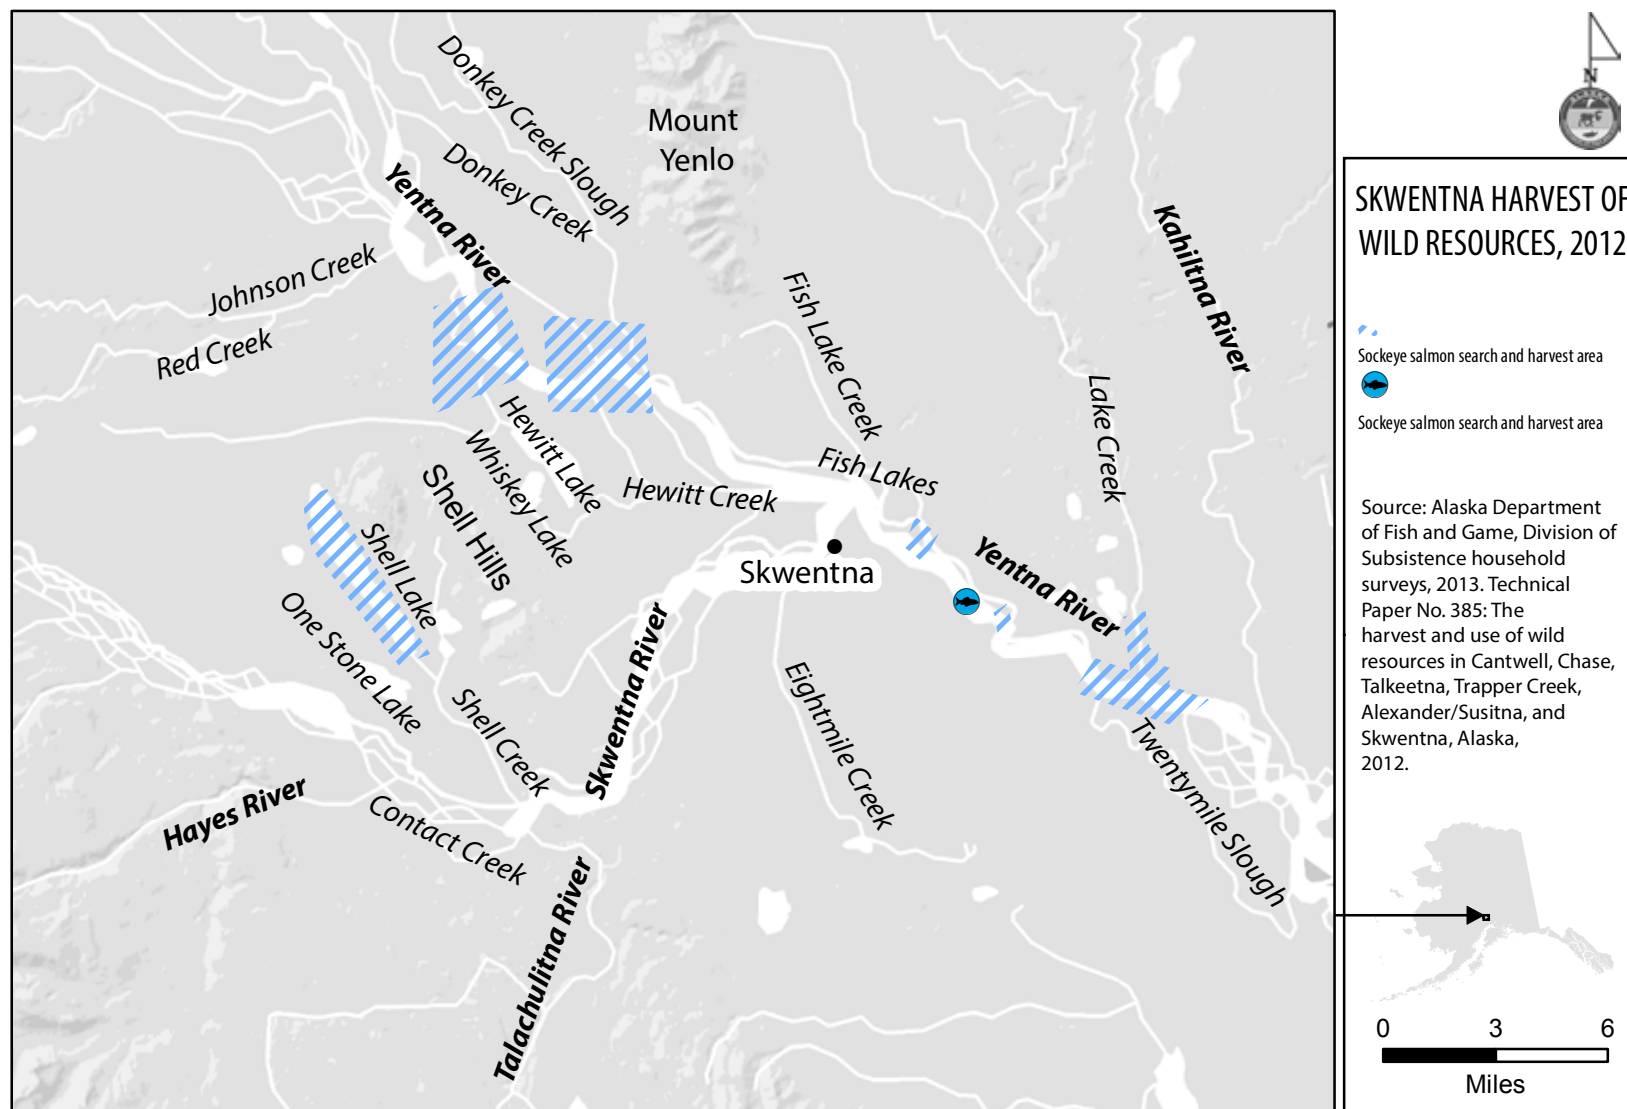 Donkey Creek Slough
Donkey Creek
Mount
Yenlo
Yentna River
Kahiltna River
Johnson Creek
Red Creek
Fish Lake Creek
Lake Creek
Hewitt Lake
Whiskey Lake
Fish Lakes
Hewitt Creek
Shell Hills
Shell Lake
Skwentna
Yentna River
One Stone Lake
Skwentna River
Eightmile Creek
Shell Creek
Twentymile Slough
Hayes River
Contact Creek
Talachulitna River
N
ALASKA
SKWENTNA HARVEST OF
WILD RESOURCES, 2012
Sockeye salmon search and harvest area
Sockeye salmon search and harvest area
Source: Alaska Department
of Fish and Game, Division of
Subsistence household
surveys, 2013. Technical
Paper No. 385: The
harvest and use of wild
resources in Cantwell, Chase,
Talkeetna, Trapper Creek,
Alexander/Susitna, and
Skwentna, Alaska,
2012.
0 3 6
Miles